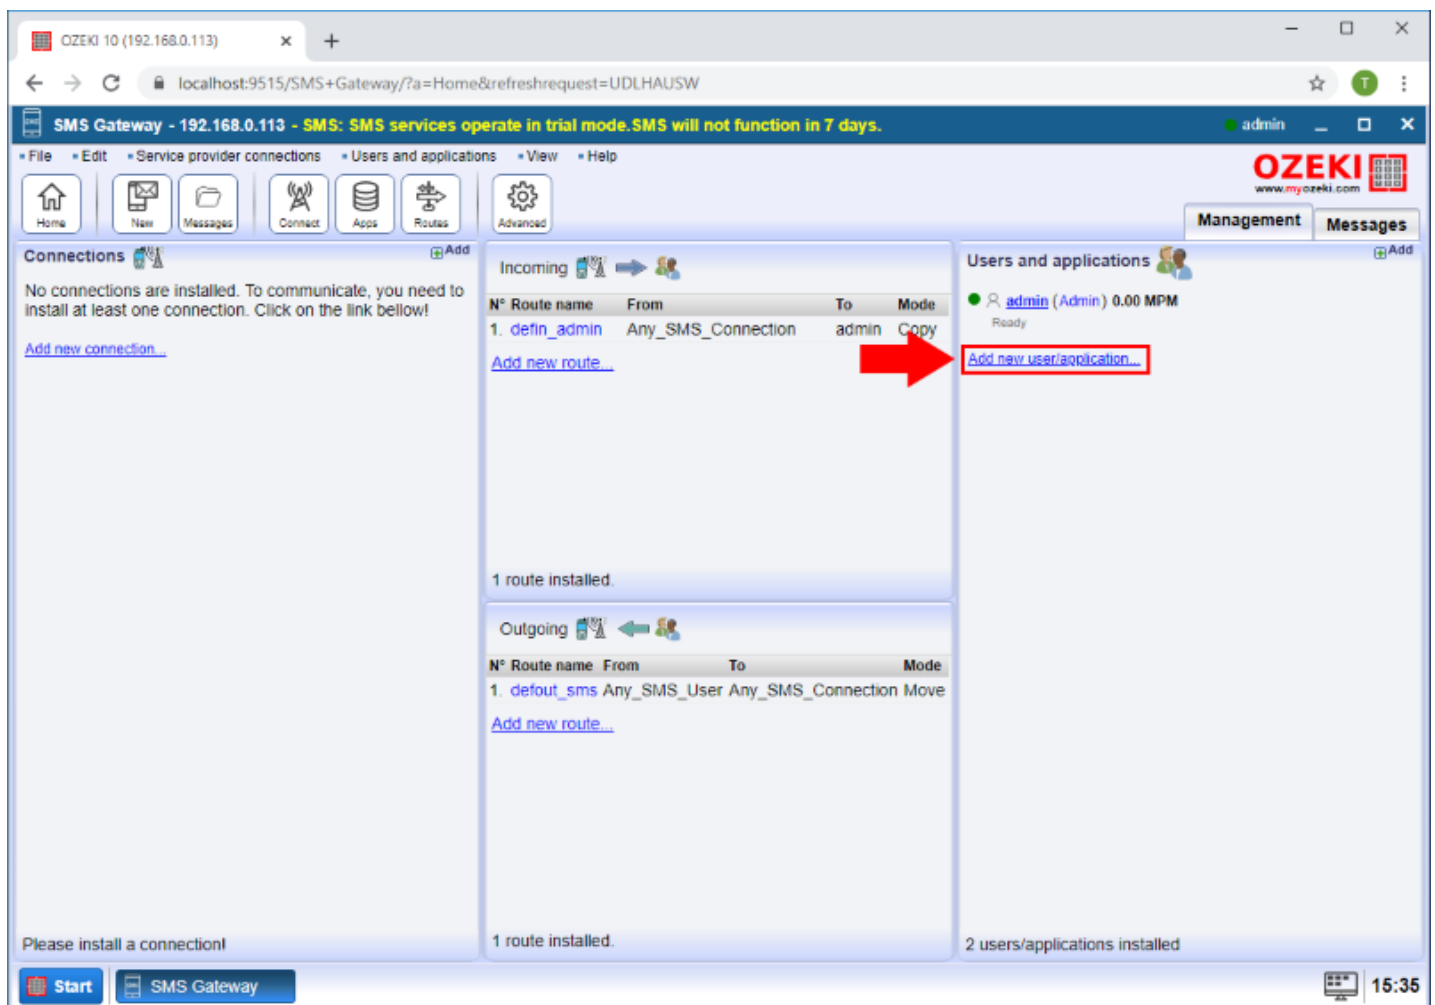 OZEKI 10 (192.168.0.113)
localhost:9515/SMS+Gateway/?a=Home&refreshrequest=UDLHAUSW
T
SMS Gateway - 192.168.0.113 - SMS: SMS services operate in trial mode.SMS will not function in 7 days.
admin
File Edit Service provider connections Users and applications View Help
OZEKI
www.myozeki.com
Home New Messages Connect Apps Routes Advanced
Management Messages
Connections Add
No connections are installed. To communicate, you need to
install at least one connection. Click on the link bellow!
Add new connection...
Please install a connection!
Incoming
N° Route name From To Mode
1. defin_admin Any_SMS_Connection admin Copy
Add new route...
1 route installed.
Outgoing
N° Route name From To Mode
1. defout_sms Any_SMS_User Any_SMS_Connection Move
Add new route...
1 route installed.
Users and applications Add
admin (Admin) 0.00 MPM
Ready
Add new user/application...
2 users/applications installed
Start SMS Gateway 15:35